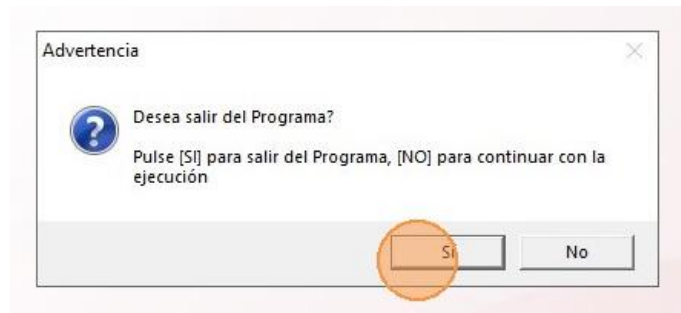 Advertencia
Desea salir del Programa?
Pulse [SI] para salir del Programa, [NO] para continuar con la
ejecución
Sí No